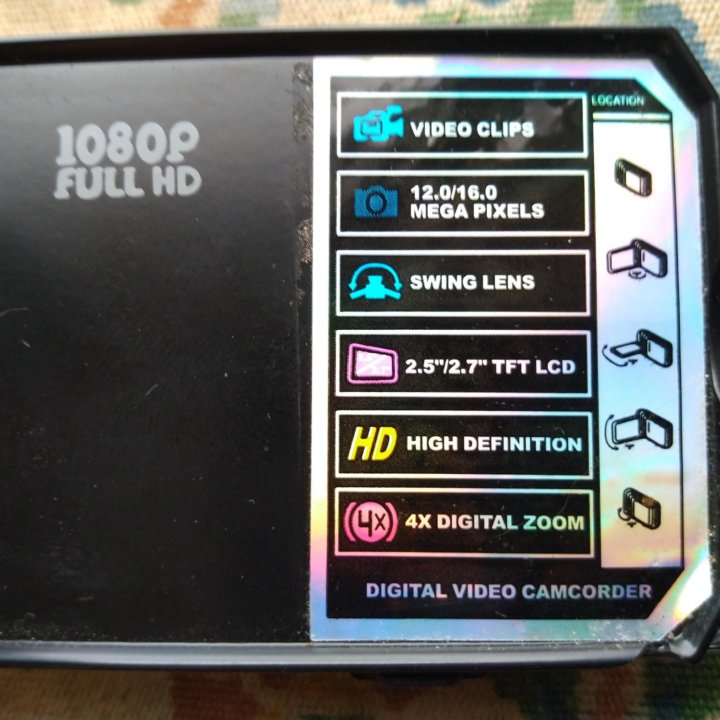 1080P
FULL HD
LOCATION
VIDEO CLIPS
12.0/16.0
MEGA PIXELS
SWING LENS
2.5"/2.7" TFT LCD
HD HIGH DEFINITION
4X 4X DIGITAL ZOOM
DIGITAL VIDEO CAMCORDER